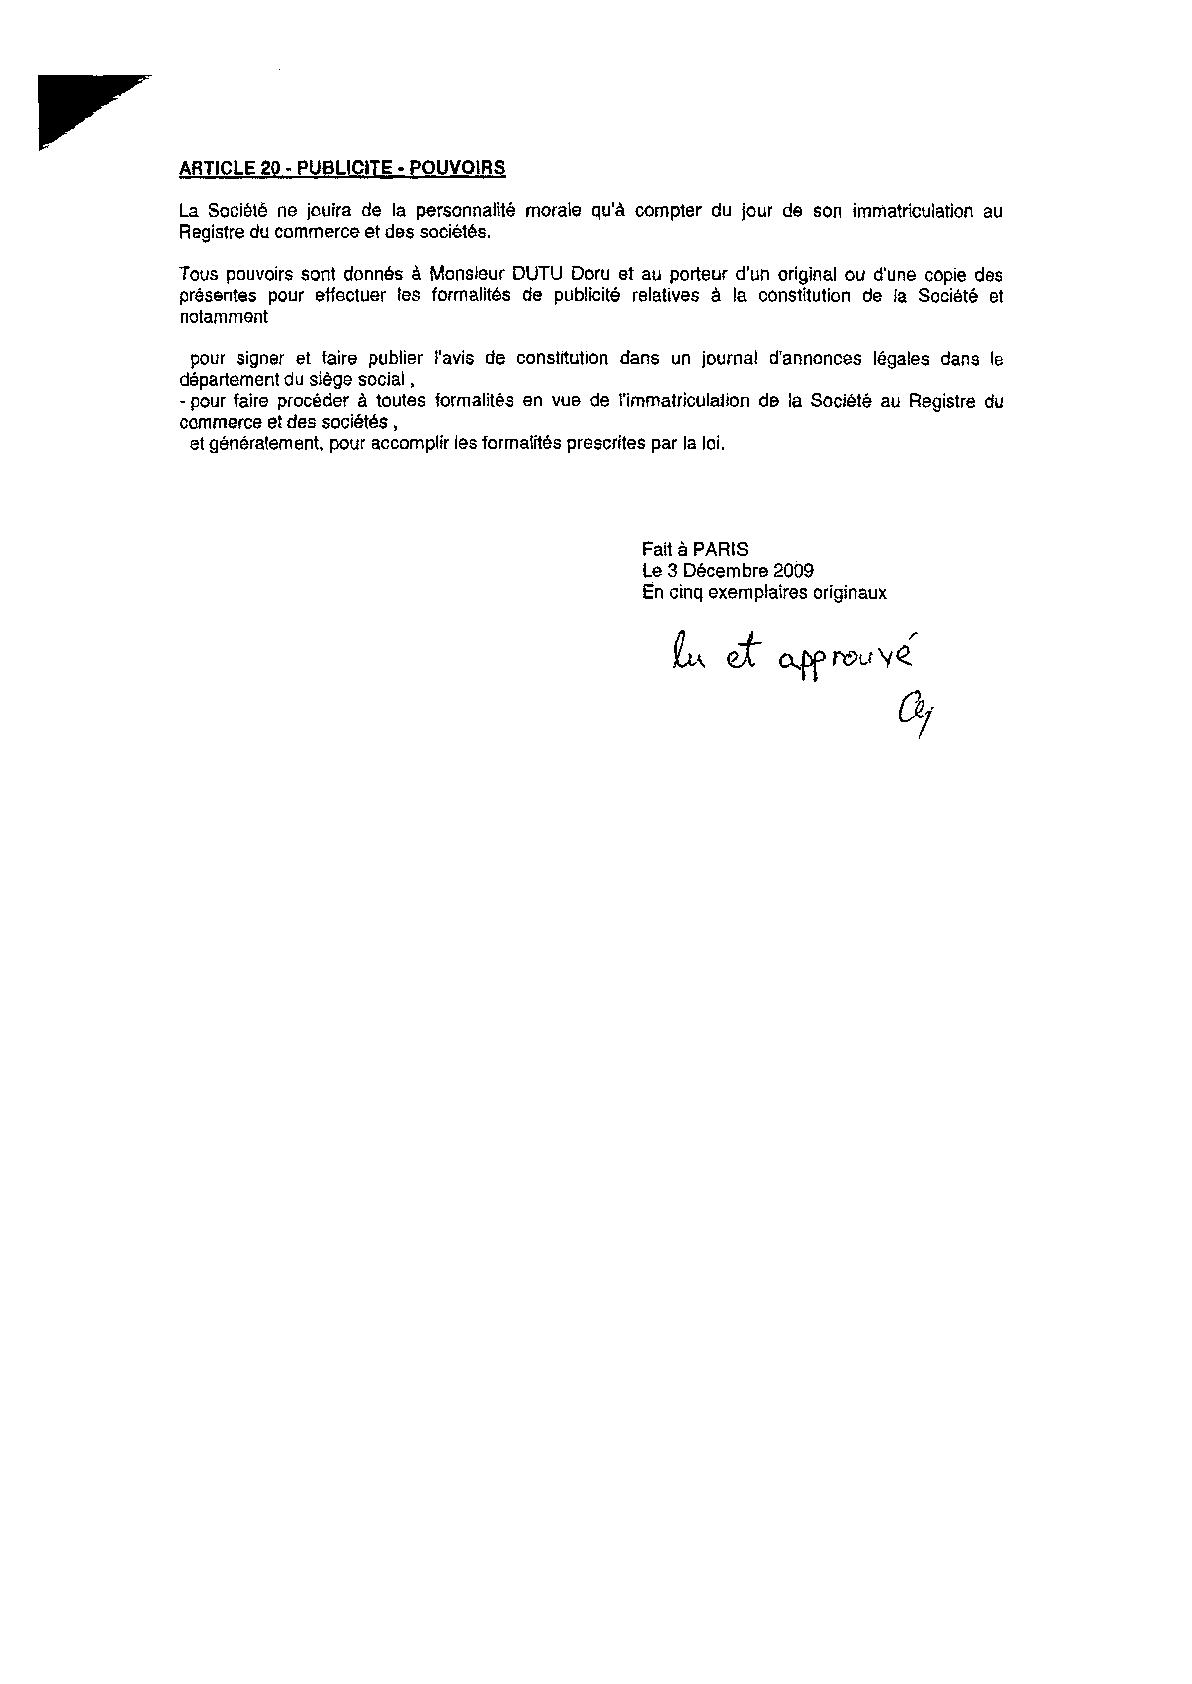 ARTICLE 20 - PUBLICITE - POUVOIRS
La Société ne jouira de la personnalité morale qu'à compter du jour de son immatriculation au
Registre du commerce et des sociétés.
Tous pouvoirs sont donnés à Monsieur DUTU Doru et au porteur d'un original ou d'une copie des
présentes pour effectuer les formalités de publicité relatives à la constitution de la Société et
notamment
pour signer et faire publier l'avis de constitution dans un journal d'annonces légales dans le
département du siège social ,
- pour faire procéder à toutes formalités en vue de l'immatriculation de la Société au Registre du
commerce et des sociétés ,
et généralement, pour accomplir les formalités prescrites par la loi.
Fait à PARIS
Le 3 Décembre 2009
En cinq exemplaires originaux
lu et approuvé